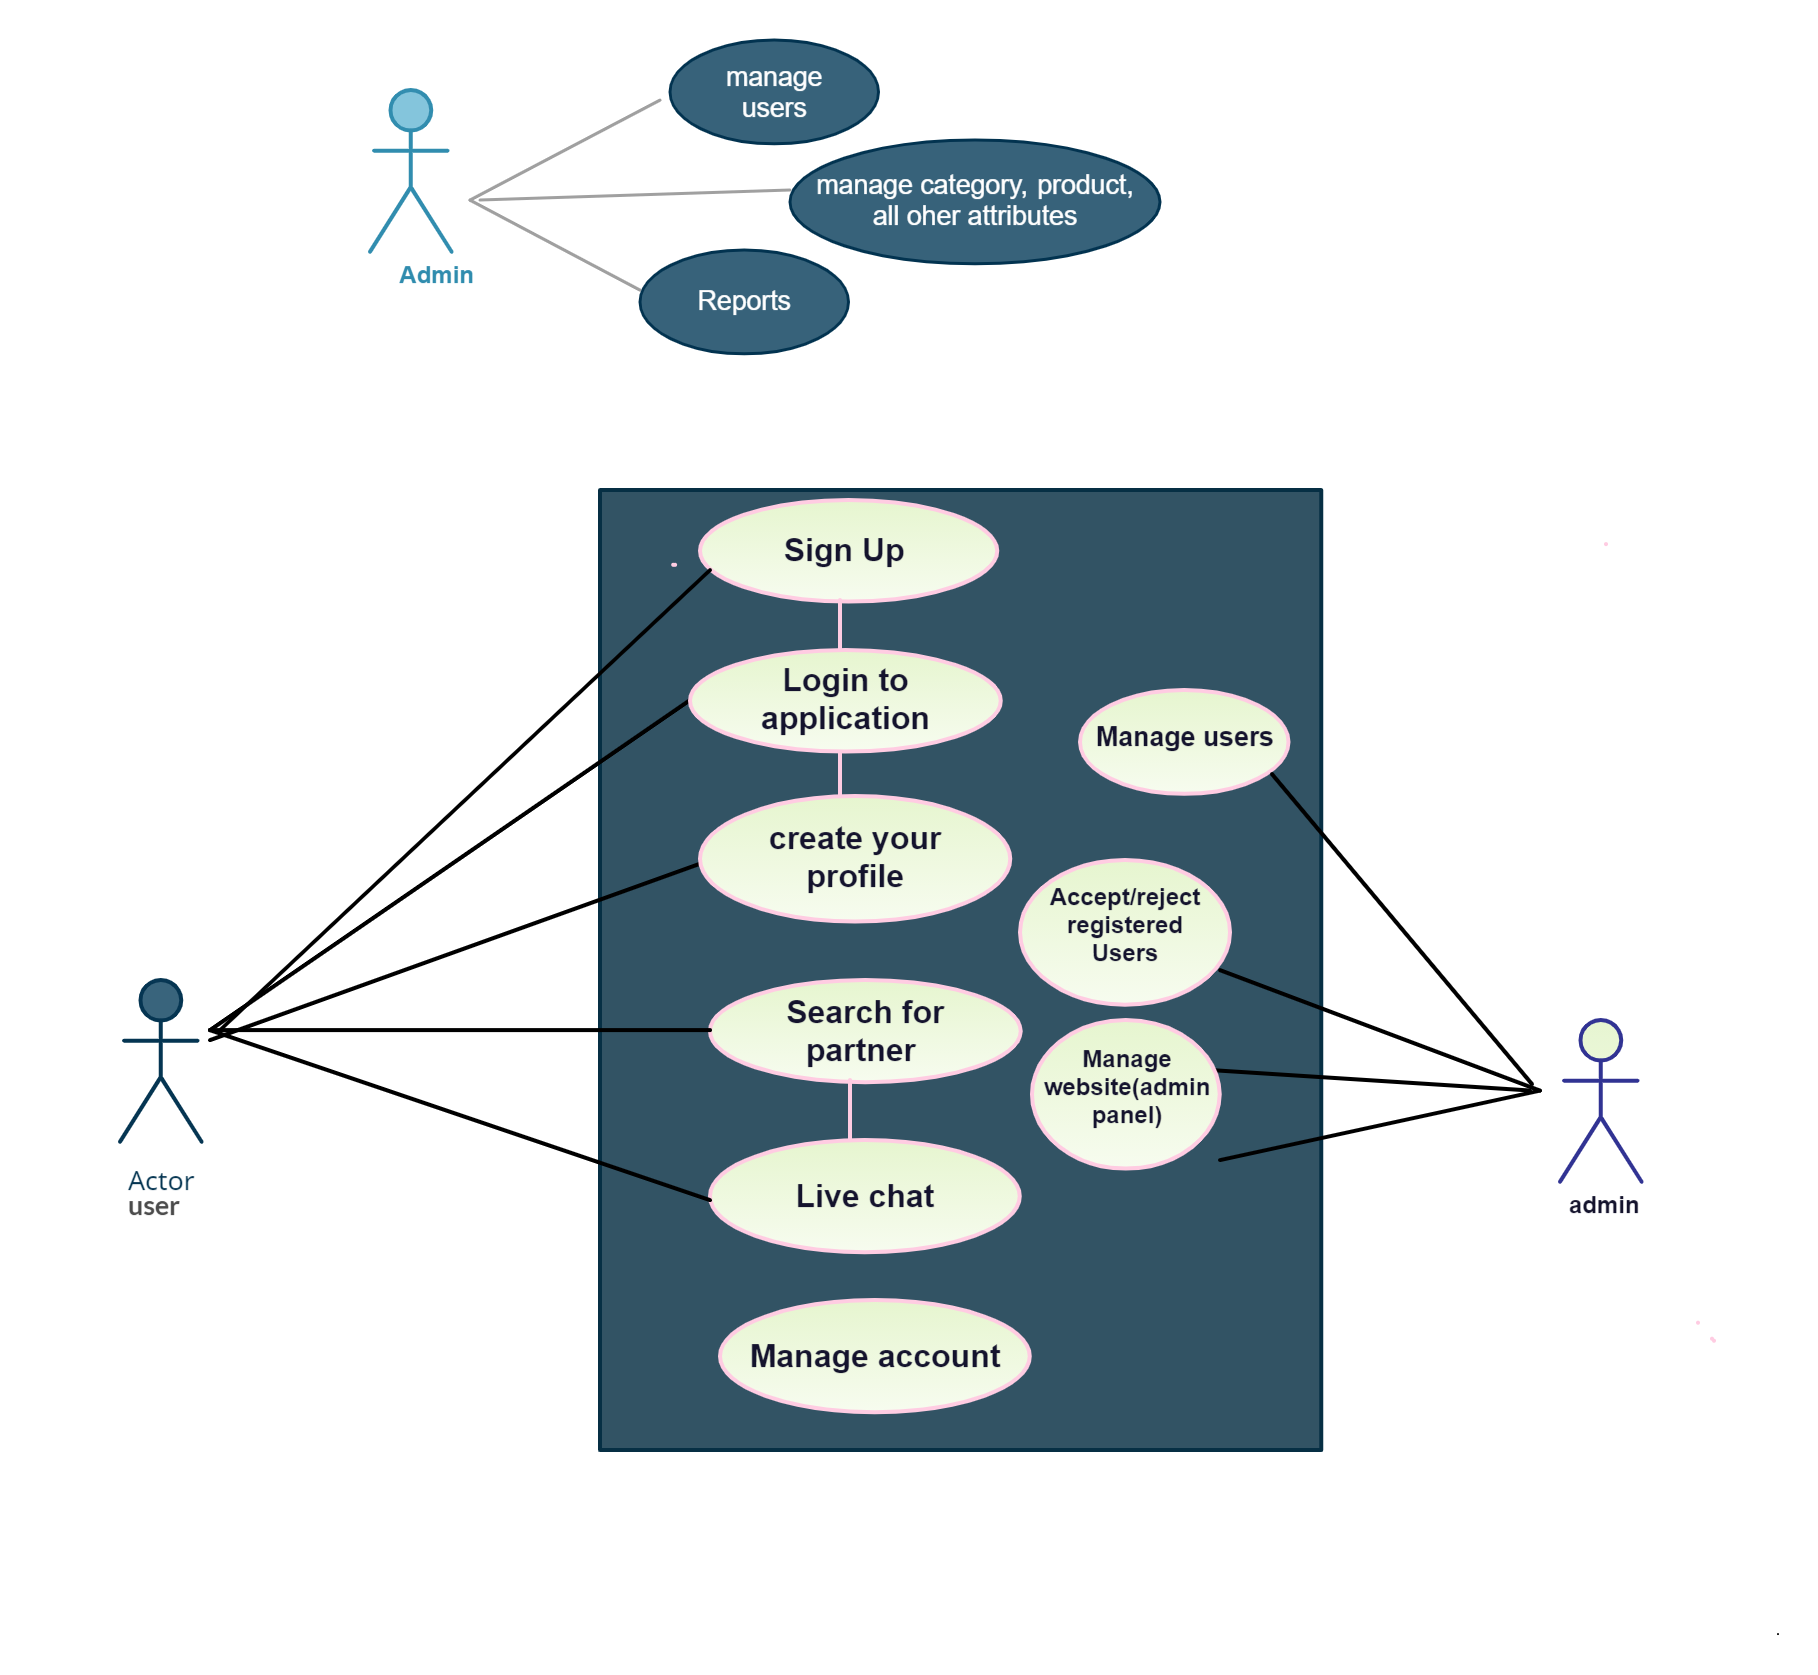 manage
users
manage category, product,
all oher attributes
Admin
Reports
Sign Up
Login to
application
Manage users
create your
profile
Accept/reject
registered
Users
Search for
partner
Manage
website(admin
panel)
Actor
user
Live chat
admin
Manage account